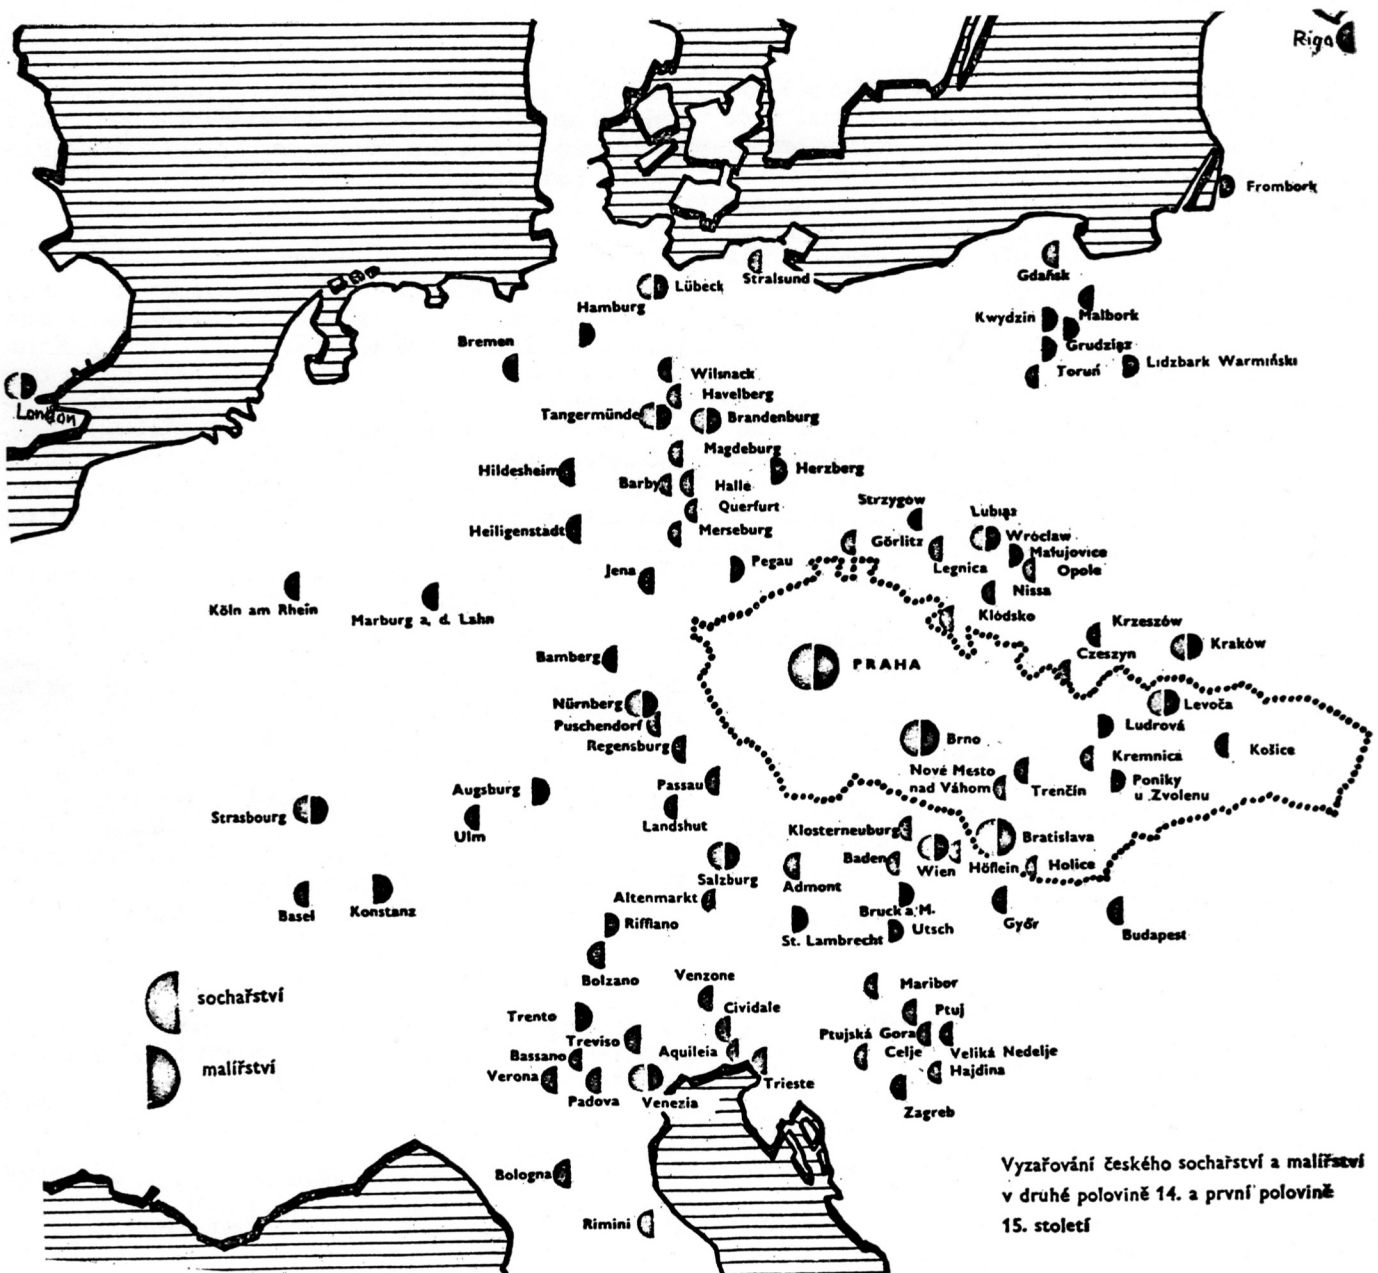 Riga
Frombork
Stralsund
Gdańsk
Lübeck
Hamburg
Kwydzin
Malbork
Bremen
Grudziąz
Lidzbark Warmiński
Toruń
Wilsnack
London
Havelberg
Tangermünde
Brandenburg
Magdeburg
Hildesheim
Herzberg
Barby
Halle
Querfurt
Strzygów
Lubiąz
Heiligenstadt
Merseburg
Görlitz
Wrócław
Małujovice
Legnica
Opole
Pegau
Jena
Nissa
Köln am Rhein
Marburg a. d. Lahn
Kłódsko
Krzeszów
Kraków
Czeszyn
Bamberg
PRAHA
Nürnberg
Levoča
Puschendorf
Ludrová
Regensburg
Brno
Košice
Kremnica
Nové Mesto
nad Váhom
Trenčín
Poniky
u Zvolenu
Passau
Augsburg
Strasbourg
Landshut
Ulm
Klosterneuburg
Bratislava
Baden
Wien
Höflein
Holice
Salzburg
Admont
Altenmarkt
Basel
Konstanz
Bruck a. M.
Riffiano
Utsch
Győr
Budapest
St. Lambrecht
Bolzano
Venzone
Maribor
sochařství
Cividale
Ptuj
Trento
Treviso
Ptujská Gora
Aquileia
Celje
Veliká Nedelje
Bassano
malířství
Verona
Hajdina
Trieste
Padova
Venezia
Zagreb
Bologna
Rimini
Vyzařování českého sochařství a malířství
v druhé polovině 14. a první polovině
15. století